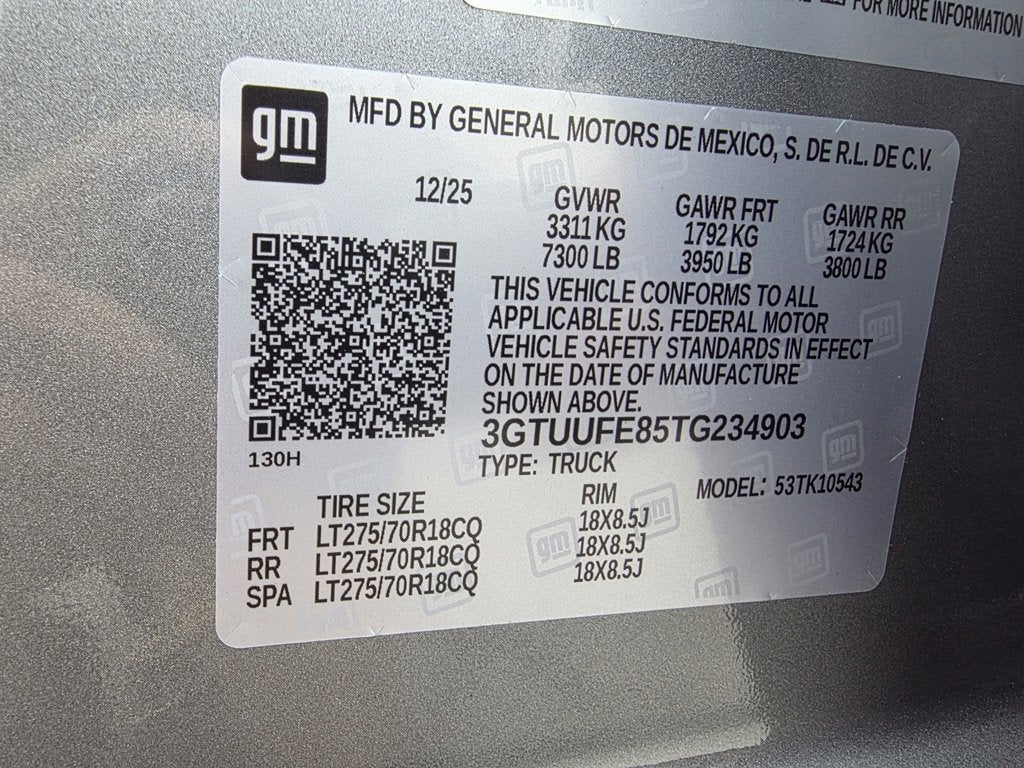 FOR MORE INFORMATION
gm MFD BY GENERAL MOTORS DE MEXICO, S. DE R.L. DE C.V.
12/25 GVWR GAWR FRT GAWR RR
3311 KG 1792 KG 1724 KG
7300 LB 3950 LB 3800 LB
THIS VEHICLE CONFORMS TO ALL
APPLICABLE U.S. FEDERAL MOTOR
VEHICLE SAFETY STANDARDS IN EFFECT
ON THE DATE OF MANUFACTURE
SHOWN ABOVE.
3GTUUFE85TG234903
130H
TYPE: TRUCK
MODEL: 53TK10543
TIRE SIZE RIM
FRT LT275/70R18CQ 18X8.5J
RR LT275/70R18CQ 18X8.5J
SPA LT275/70R18CQ 18X8.5J